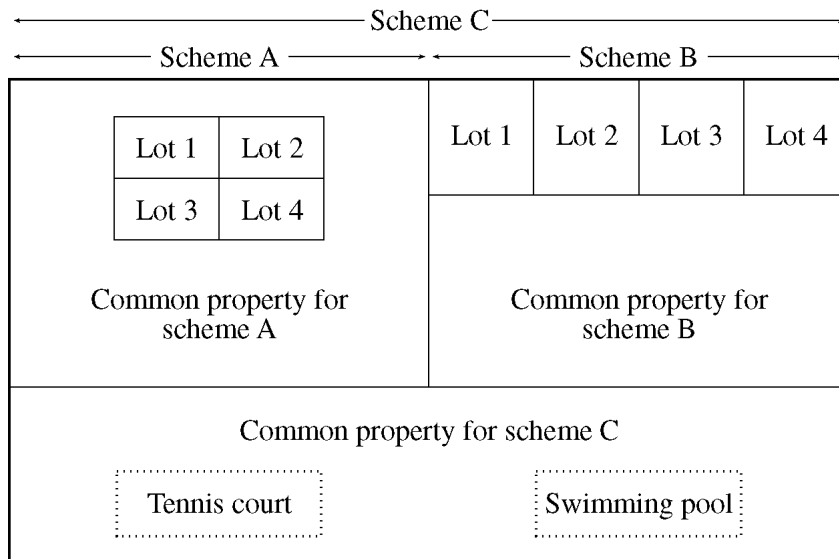 Scheme C
Scheme A
Scheme B
Lot 1
Lot 2
Lot 3
Lot 4
Common property for
scheme A
Lot 1
Lot 2
Lot 3
Lot 4
Common property for
scheme B
Common property for scheme C
Tennis court
Swimming pool